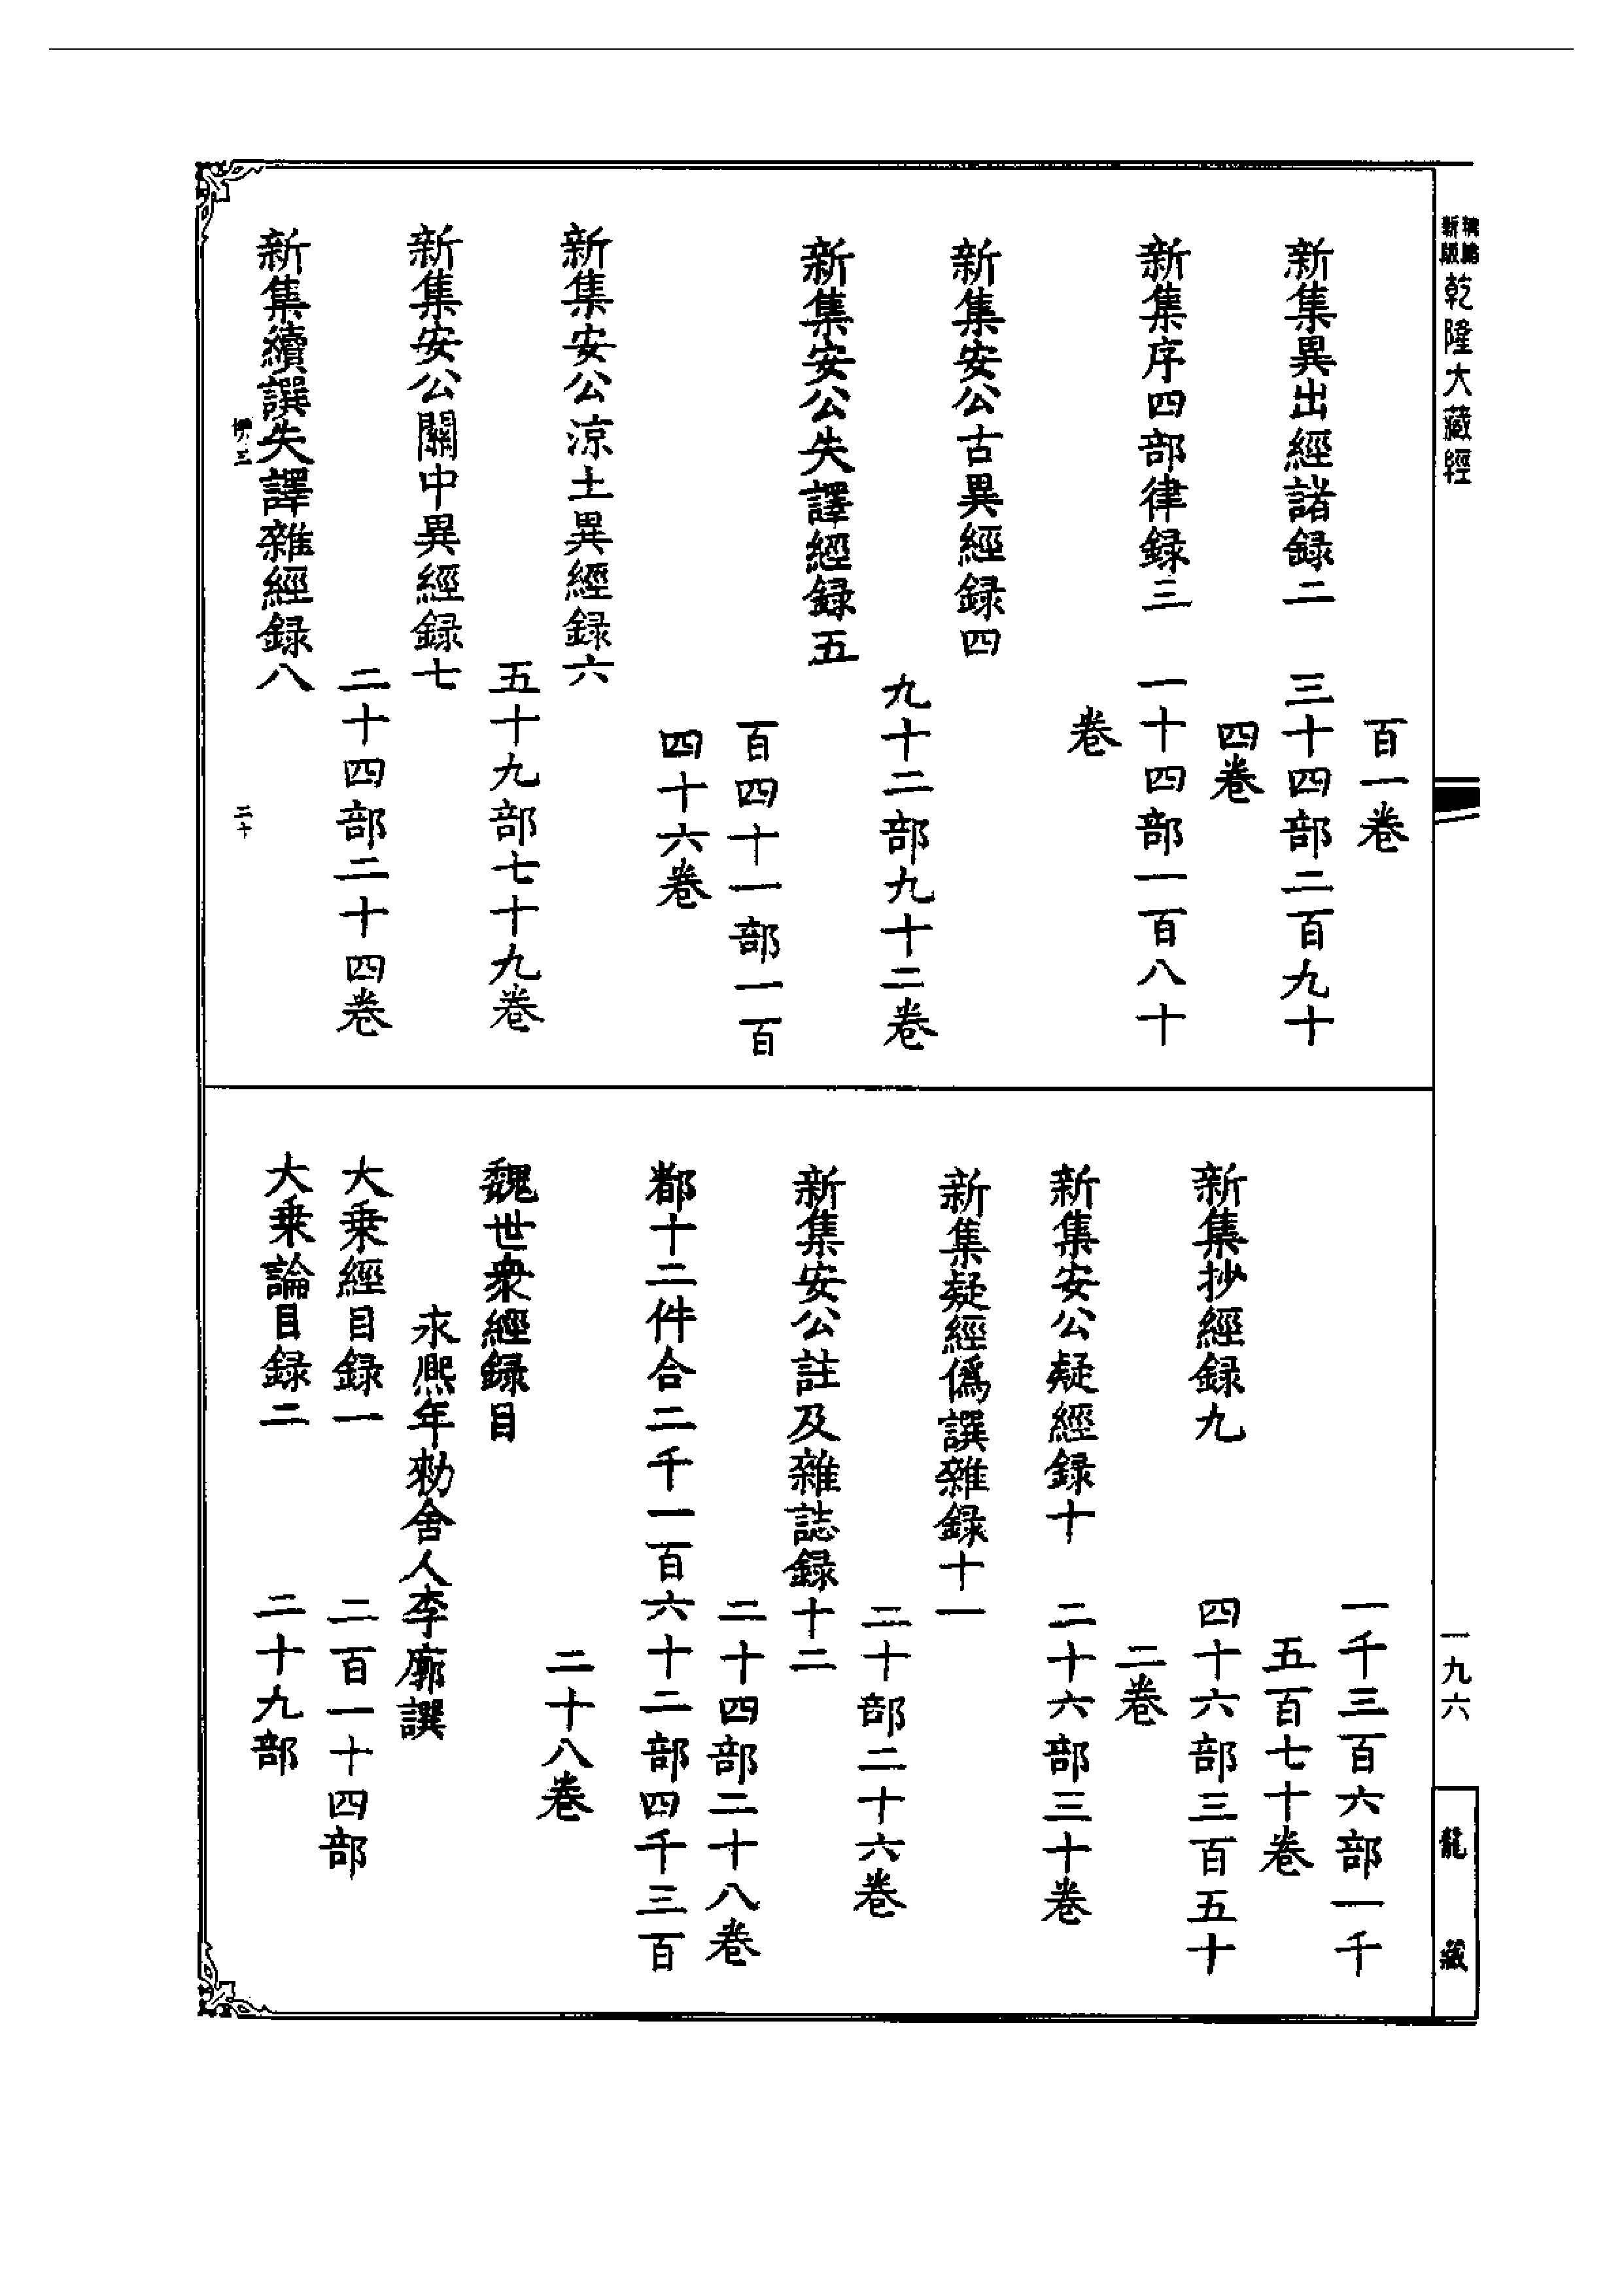 新版
乾隆大藏經
百一卷
新集異出經諸録二　三十四部二百九十
四卷
新集序四部律録三　一十四部一百八十
卷
新集安公古異經録四
九十二部九十二卷
新集安公失譯經録五
百四十一部一百
四十六卷
新集安公涼土異經録六
五十九部七十九卷
新集安公關中異經録七
二十四部二十四卷
新集續譔失譯雜經録八
二十
一千三百六部一千
五百七十卷
新集抄經録九　四十六部三百五十
二卷
新集安公疑經録十　二十六部三十卷
新集疑經僞譔雜録十一
二十部二十六卷
新集安公註及雜誌録十二
二十四部二十八卷
都十二件合二千一百六十二部四千三百
二十八卷
魏世衆經録目
永熈年勑舍人李廓譔
大乗經目録一　二百一十四部
大乗論目録二　二十九部
一九六
龍藏